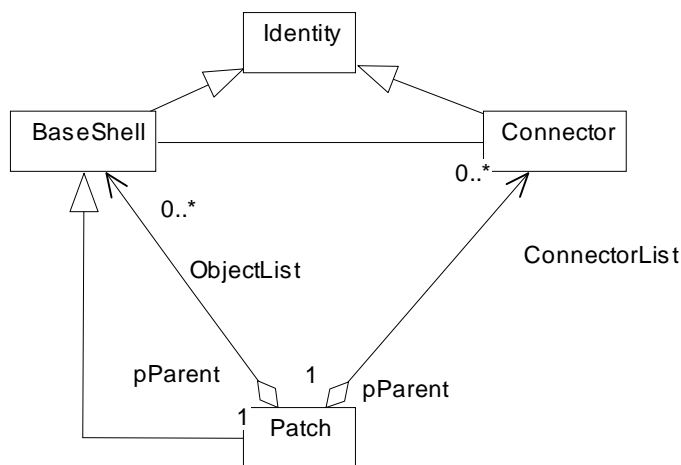 Identity
BaseShell
Connector
0..*
0..*
ObjectList
ConnectorList
pParent
1
pParent
1
Patch